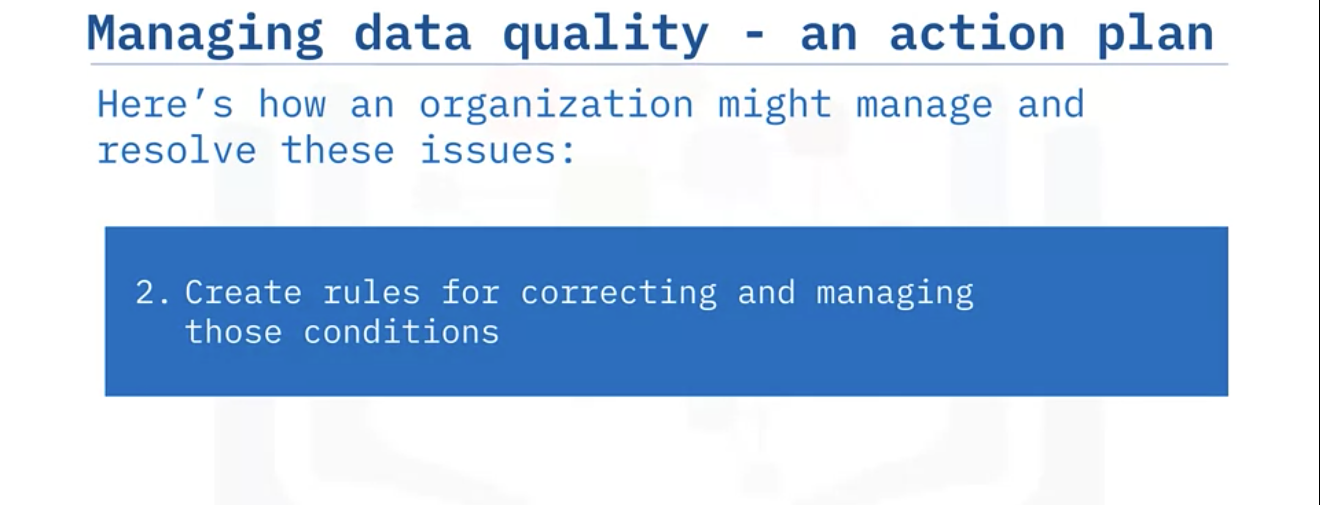 Managing data quality - an action plan
Here’s how an organization might manage and
resolve these issues:
2. Create rules for correcting and managing
those conditions